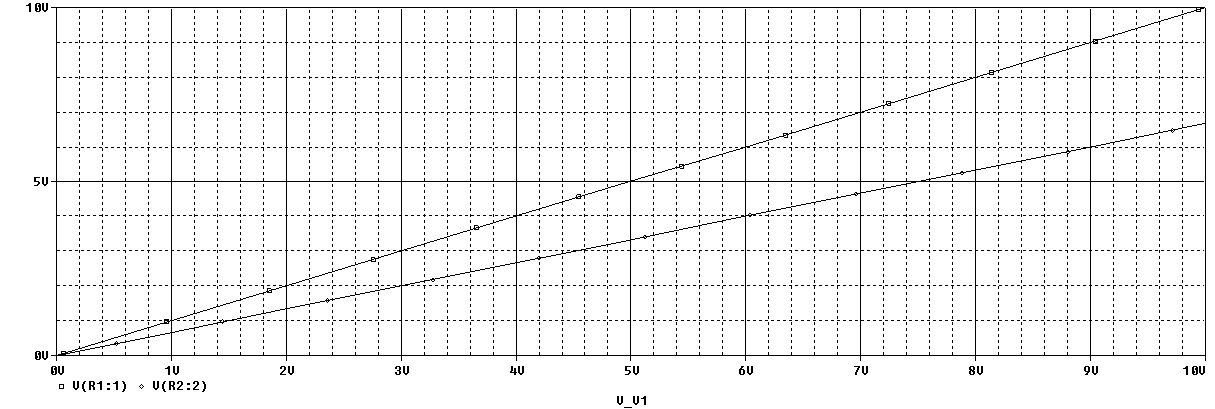 10V
5V
0V
0V 1V 2V 3V 4V 5V 6V 7V 8V 9V 10V
V(R1:1) V(R2:2)
V_V1